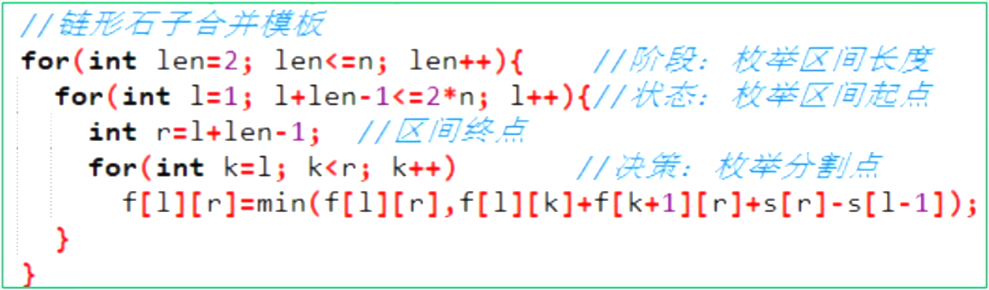 //链形石子合并模板
for(int len=2; len<=n; len++){ //阶段：枚举区间长度
for(int l=1; l+len-1<=2*n; l++){//状态：枚举区间起点
int r=l+len-1; //区间终点
for(int k=l; k<r; k++) //决策：枚举分割点
f[l][r]=min(f[l][r],f[l][k]+f[k+1][r]+s[r]-s[l-1]);
}
}